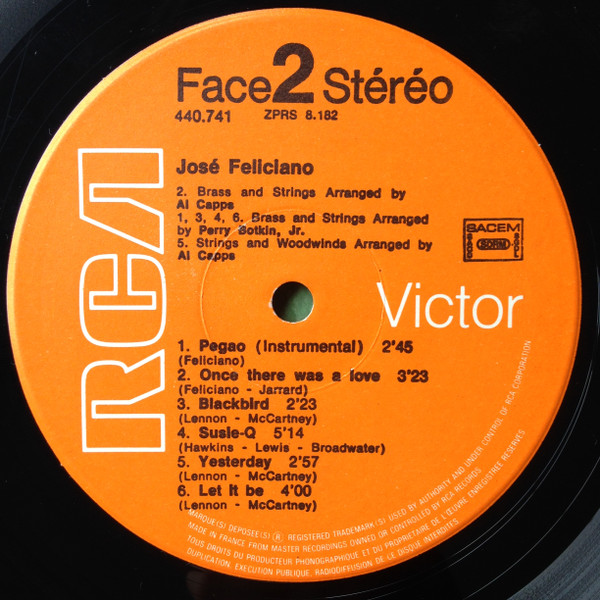 Face 2 Stéréo
440.741 ZPRS 8.182
RCA
José Feliciano
2. Brass and Strings Arranged by
Al Capps
1, 3, 4, 6. Brass and Strings Arranged
by Perry Botkin, Jr.
5. Strings and Woodwinds Arranged by
Al Capps
SACEM
SDRM
Victor
1. Pegao (Instrumental) 2'45
(Feliciano)
2. Once there was a love 3'23
(Feliciano - Jarrard)
3. Blackbird 2'23
(Lennon - McCartney)
4. Susie-Q 5'14
(Hawkins - Lewis - Broadwater)
5. Yesterday 2'57
(Lennon - McCartney)
6. Let It be 4'00
(Lennon - McCartney)
MARQUE(S) DEPOSEE(S) ® REGISTERED TRADEMARK(S) USED BY AUTHORITY AND UNDER CONTROL OF RCA CORPORATION
MADE IN FRANCE FROM MASTER RECORDINGS OWNED OR CONTROLLED BY RCA RECORDS
TOUS DROITS DU PRODUCTEUR PHONOGRAPHIQUE ET DU PROPRIETAIRE DE L'ŒUVRE ENREGISTREE RESERVES
DUPLICATION, EXECUTION PUBLIQUE, RADIODIFFUSION DE LE DISQUE INTERDITES